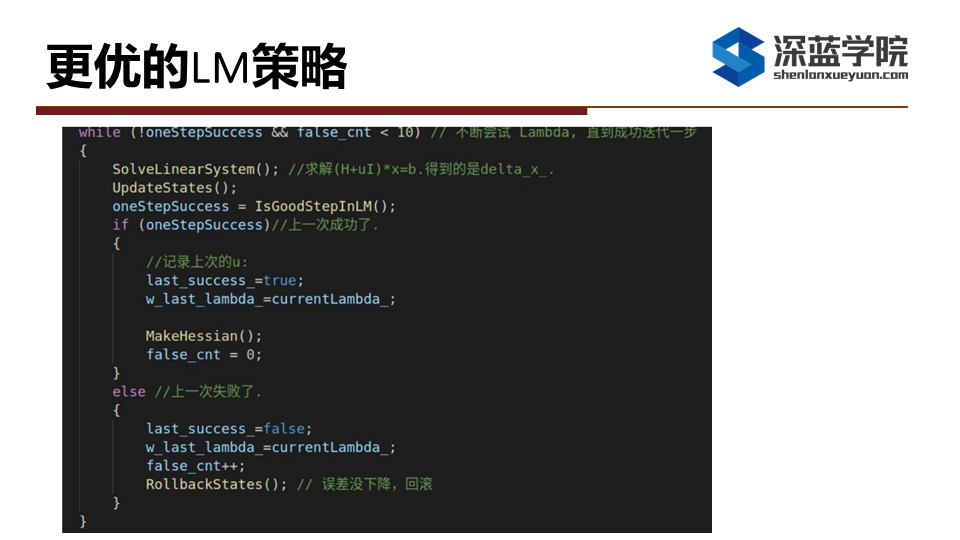 更优的LM策略
深蓝学院
shenlanxueyuan.com
while (!oneStepSuccess && false_cnt < 10) // 不断尝试 Lambda, 直到成功迭代一步
{
SolveLinearSystem(); //求解(H+uI)*x=b.得到的是delta_x_.
UpdateStates();
oneStepSuccess = IsGoodStepInLM();
if (oneStepSuccess)//上一次成功了.
{
//记录上次的u:
last_success_=true;
w_last_lambda_=currentLambda_;
MakeHessian();
false_cnt = 0;
}
else //上一次失败了.
{
last_success_=false;
w_last_lambda_=currentLambda_;
false_cnt++;
RollbackStates(); // 误差没下降，回滚
}
}